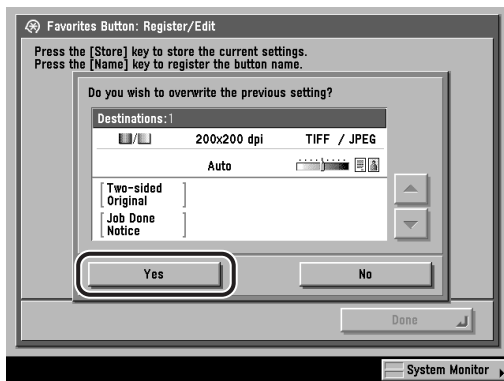 Favorites Button: Register/Edit
Press the [Store] key to store the current settings.
Press the [Name] key to register the button name.
Do you wish to overwrite the previous setting?
Destinations:1
/ 200x200 dpi TIFF / JPEG
Auto
[Two-sided Original]
[Job Done Notice]
Yes No
Done
System Monitor